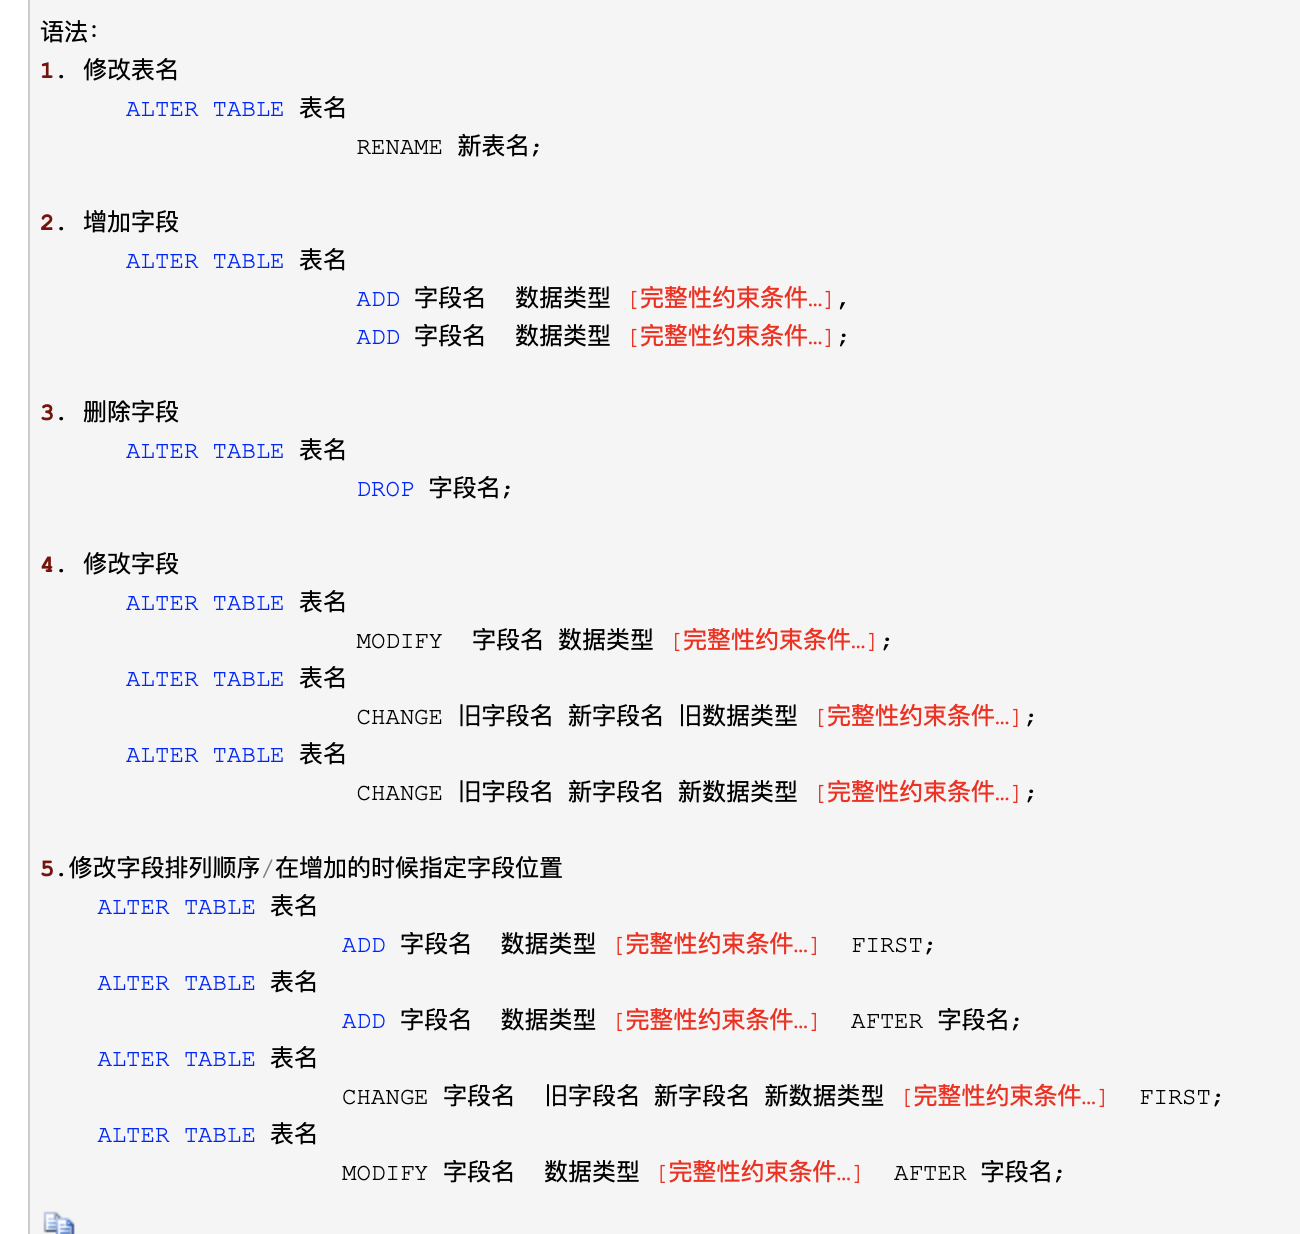 语法：
1. 修改表名
ALTER TABLE 表名
RENAME 新表名;
2. 增加字段
ALTER TABLE 表名
ADD 字段名  数据类型 [完整性约束条件…],
ADD 字段名  数据类型 [完整性约束条件…];
3. 删除字段
ALTER TABLE 表名
DROP 字段名;
4. 修改字段
ALTER TABLE 表名
MODIFY  字段名 数据类型 [完整性约束条件…];
ALTER TABLE 表名
CHANGE 旧字段名 新字段名 旧数据类型 [完整性约束条件…];
ALTER TABLE 表名
CHANGE 旧字段名 新字段名 新数据类型 [完整性约束条件…];
5.修改字段排列顺序/在增加的时候指定字段位置
ALTER TABLE 表名
ADD 字段名  数据类型 [完整性约束条件…]  FIRST;
ALTER TABLE 表名
ADD 字段名  数据类型 [完整性约束条件…]  AFTER 字段名;
ALTER TABLE 表名
CHANGE 字段名  旧字段名 新字段名 新数据类型 [完整性约束条件…]  FIRST;
ALTER TABLE 表名
MODIFY 字段名  数据类型 [完整性约束条件…]  AFTER 字段名;